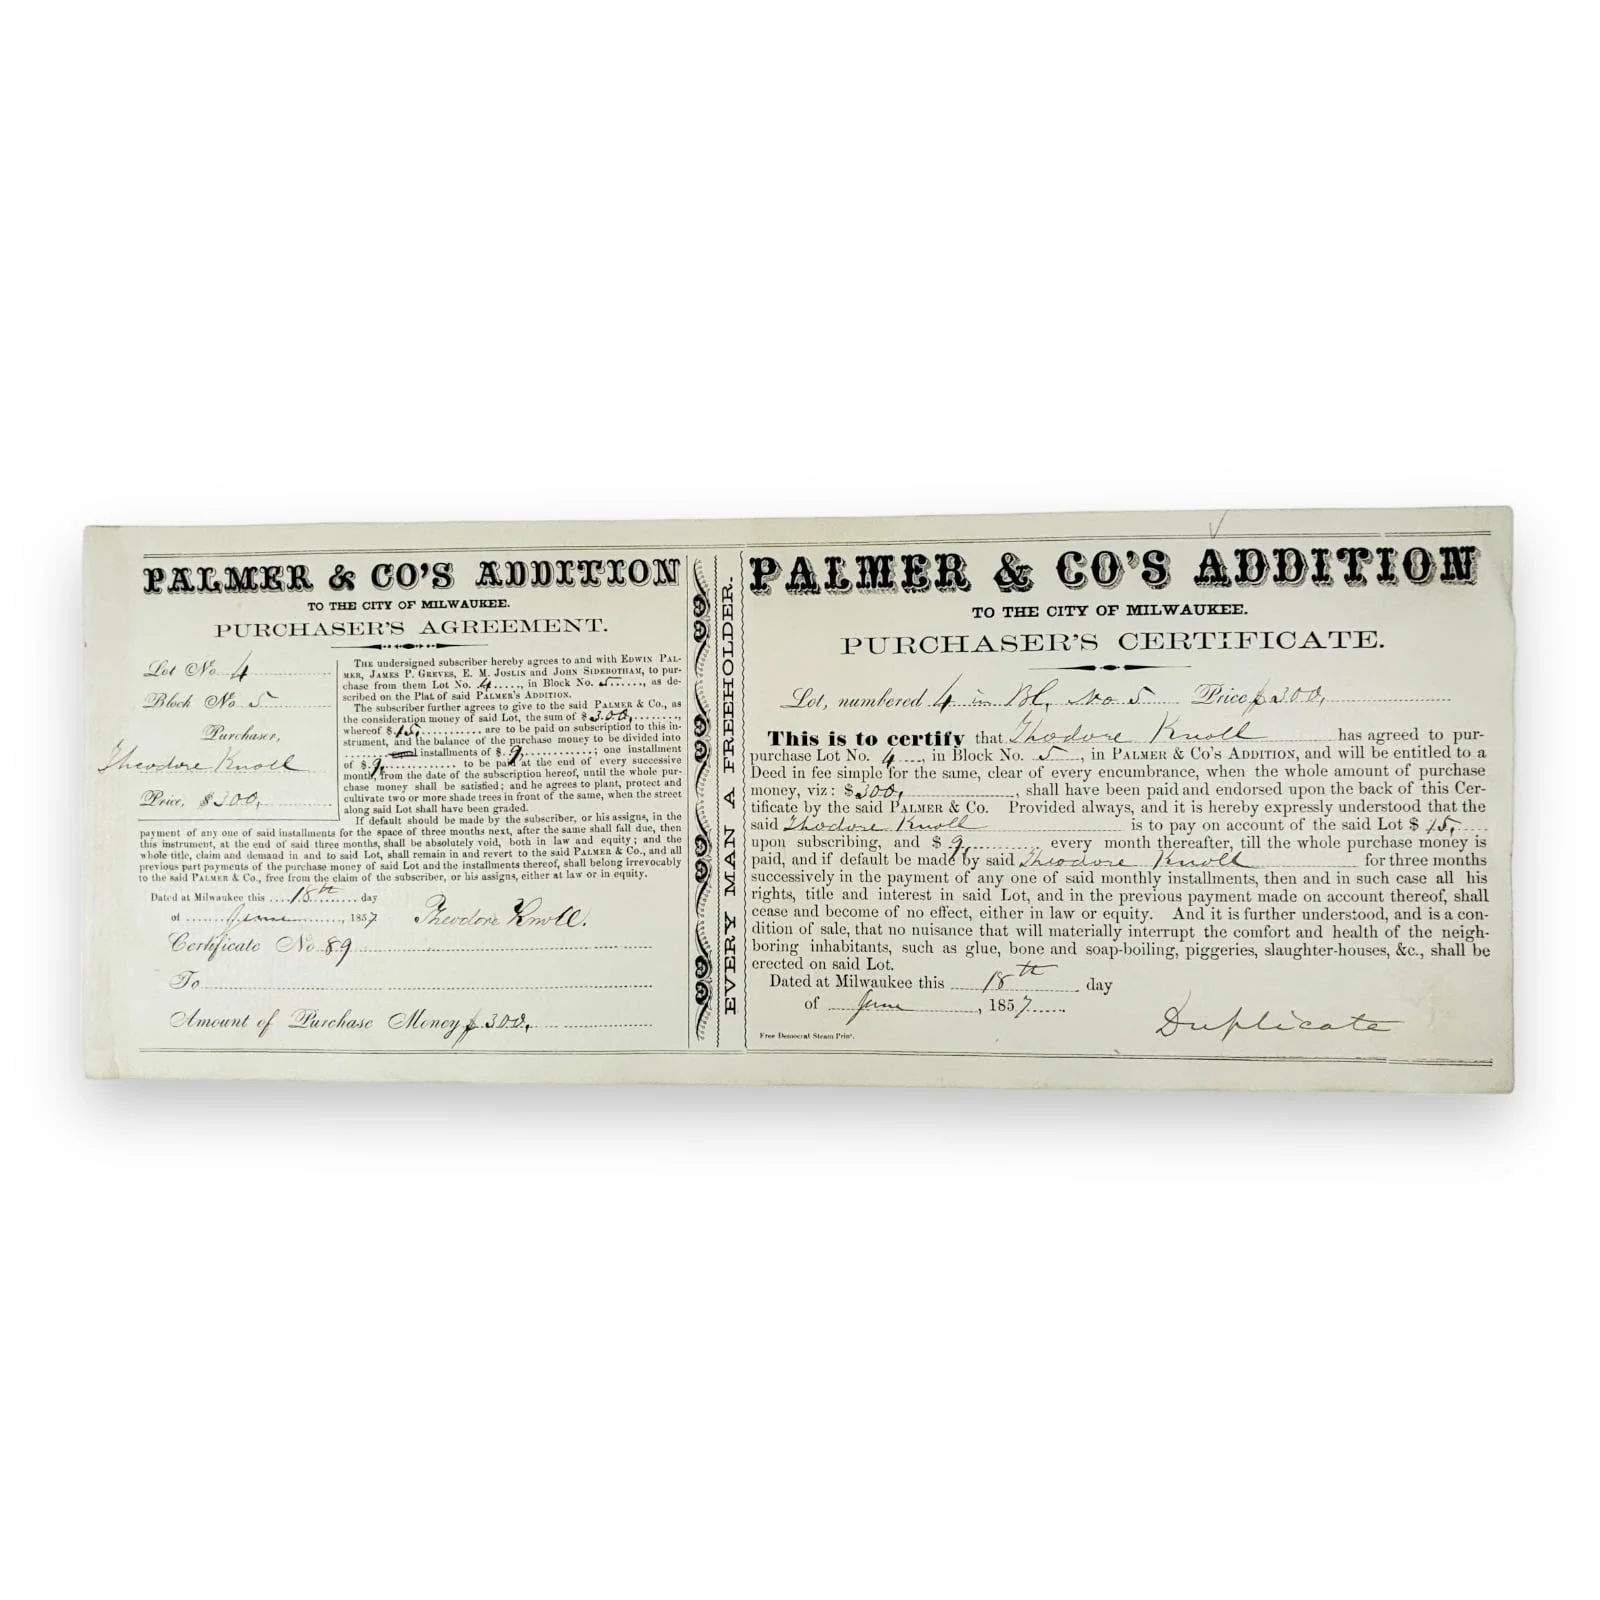 PALMER & CO'S ADDITION
TO THE CITY OF MILWAUKEE.
PURCHASER'S AGREEMENT.
Lot No. 4
Block No. 5
Purchaser,
Theodore Knoll
Price, $300,
THE undersigned subscriber hereby agrees to and with EDWIN PAL-
MER, JAMES P. GREVES, E. M. JOSLIN and JOHN SIDEBOTHAM, to pur-
chase from them Lot No. 4, in Block No. 5, as de-
scribed on the Plat of said PALMER'S ADDITION.
The subscriber further agrees to give to the said PALMER & CO., as
the consideration money of said Lot, the sum of $300,
whereof $15, are to be paid on subscription to this in-
strument, and the balance of the purchase money to be divided into
equal installments of $9, ; one installment
of $9, to be paid at the end of every successive
month, from the date of the subscription hereof, until the whole pur-
chase money shall be satisfied; and he agrees to plant, protect and
cultivate two or more shade trees in front of the same, when the street
along said Lot shall have been graded.
If default should be made by the subscriber, or his assigns, in the
payment of any one of said installments for the space of three months next, after the same shall fall due, then
this instrument, at the end of said three months, shall be absolutely void, both in law and equity; and the
whole title, claim and demand in and to said Lot, shall remain in and revert to the said PALMER & CO., and all
previous part payments of the purchase money of said Lot and the installments thereof, shall belong irrevocably
to the said PALMER & CO., free from the claim of the subscriber, or his assigns, either at law or in equity.
Dated at Milwaukee this 18th day
of June, 1857 Theodore Knoll.
Certificate No. 89
To
Amount of Purchase Money $300,
EVERY MAN A FREEHOLDER.
PALMER & CO'S ADDITION
TO THE CITY OF MILWAUKEE.
PURCHASER'S CERTIFICATE.
Lot, numbered 4 in Bl, No 5 Price $300,
This is to certify that Theodore Knoll has agreed to pur-
purchase Lot No. 4, in Block No. 5, in PALMER & CO'S ADDITION, and will be entitled to a
Deed in fee simple for the same, clear of every encumbrance, when the whole amount of purchase
money, viz: $300, , shall have been paid and endorsed upon the back of this Cer-
tificate by the said PALMER & CO. Provided always, and it is hereby expressly understood that the
said Theodore Knoll is to pay on account of the said Lot $15,
upon subscribing, and $9, every month thereafter, till the whole purchase money is
paid, and if default be made by said Theodore Knoll for three months
successively in the payment of any one of said monthly installments, then and in such case all his
rights, title and interest in said Lot, and in the previous payment made on account thereof, shall
cease and become of no effect, either in law or equity. And it is further understood, and is a con-
dition of sale, that no nuisance that will materially interrupt the comfort and health of the neigh-
boring inhabitants, such as glue, bone and soap-boiling, piggeries, slaughter-houses, &c., shall be
erected on said Lot.
Dated at Milwaukee this 18th day
of June, 1857
Duplicate
Free Democrat Steam Print.